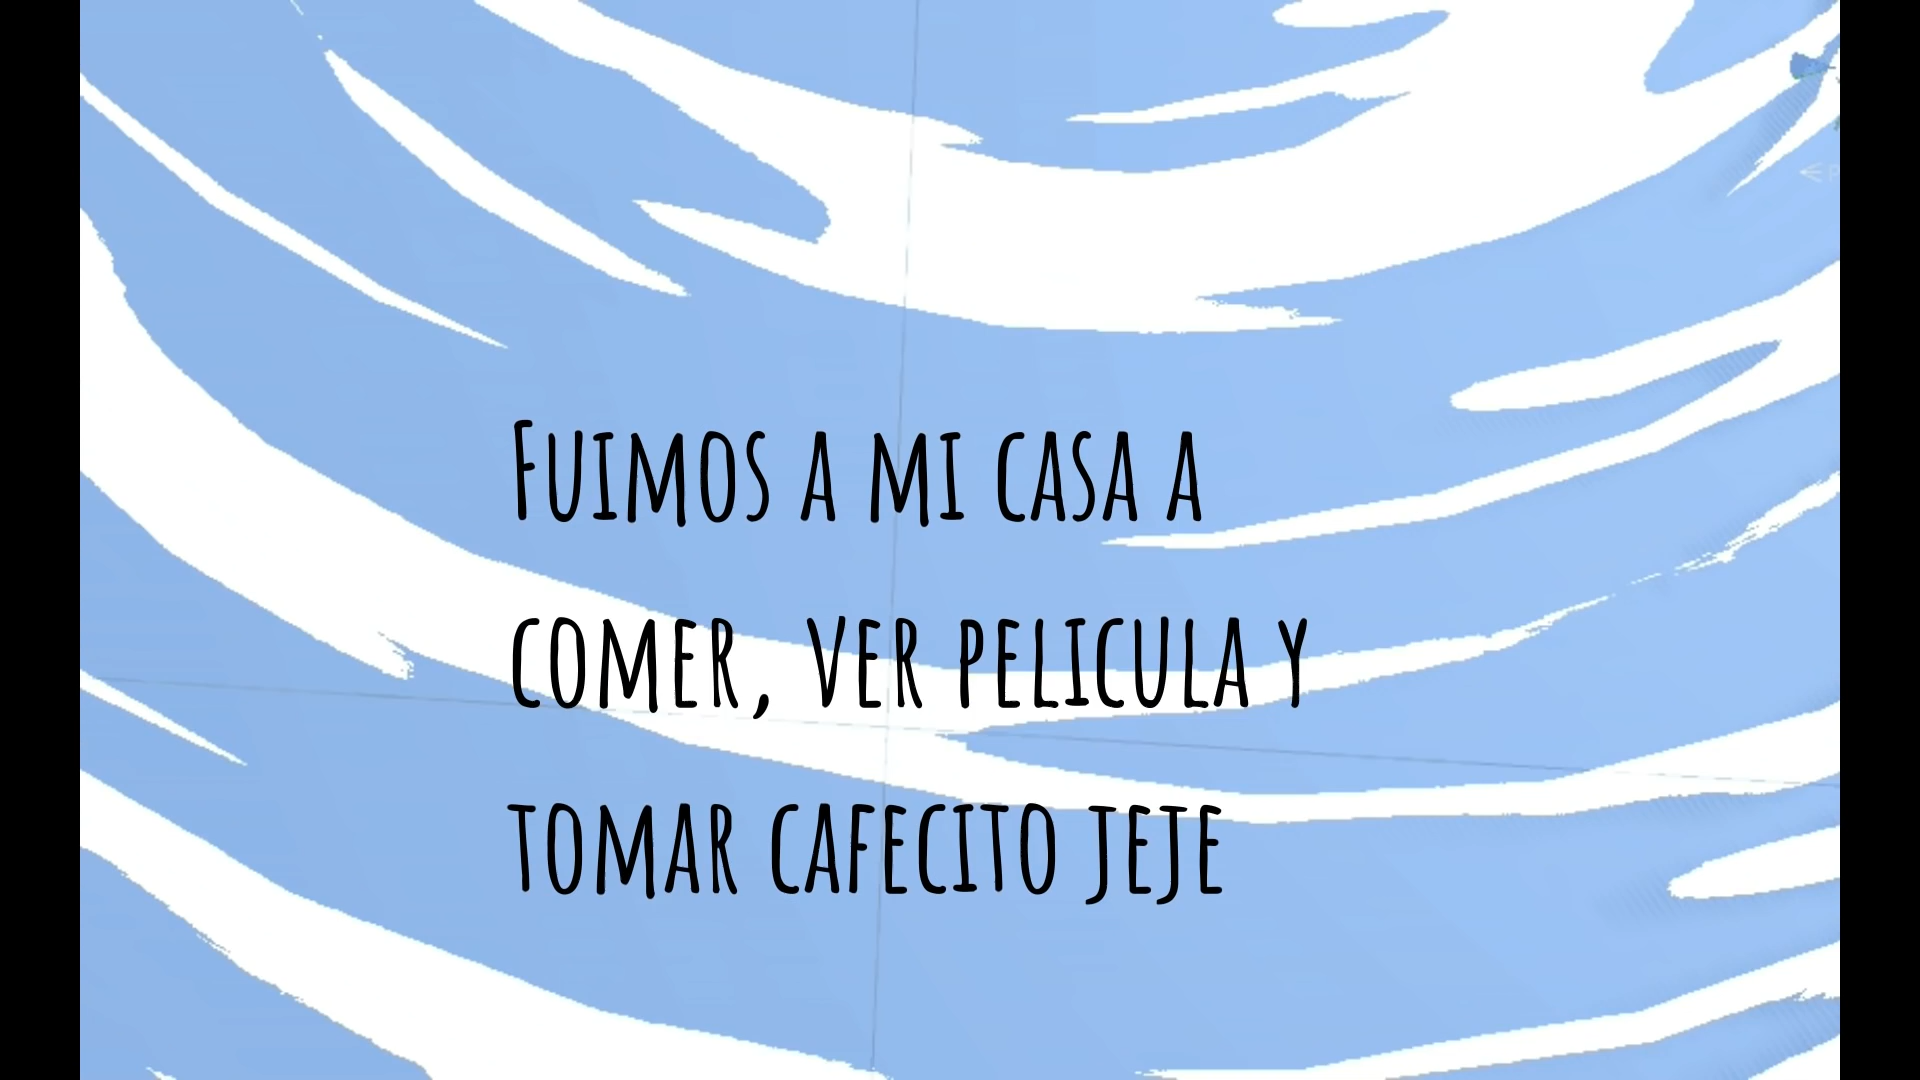 Fuimos a mi casa a
comer, ver pelicula y
tomar cafecito jeje